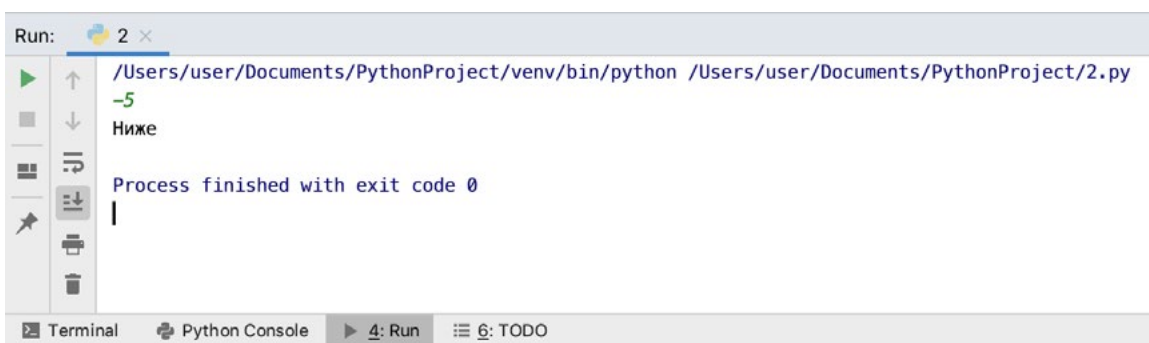 Run: 2 ×
/Users/user/Documents/PythonProject/venv/bin/python /Users/user/Documents/PythonProject/2.py
-5
Ниже
Process finished with exit code 0
Terminal Python Console 4: Run 6: TODO